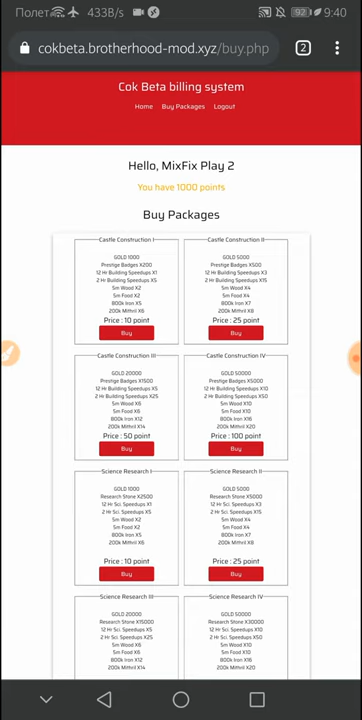 Полет 433B/s 92 9:40
cokbeta.brotherhood-mod.xyz/buy.php 2
Cok Beta billing system
Home Buy Packages Logout
Hello, MixFix Play 2
You have 1000 points
Buy Packages
Castle Construction I
GOLD 1000
Prestige Badges X200
12 Hr Building Speedups X1
2 Hr Building Speedups X5
5m Wood X2
5m Food X2
800k Iron X5
200k Mithril X6
Price : 10 point
Buy
Castle Construction II
GOLD 5000
Prestige Badges X500
12 Hr Building Speedups X3
2 Hr Building Speedups X15
5m Wood X4
5m Food X4
800k Iron X7
200k Mithril X8
Price : 25 point
Buy
Castle Construction III
GOLD 20000
Prestige Badges X1500
12 Hr Building Speedups X5
2 Hr Building Speedups X25
5m Wood X6
5m Food X6
800k Iron X12
200k Mithril X14
Price : 50 point
Buy
Castle Construction IV
GOLD 50000
Prestige Badges X5000
12 Hr Building Speedups X10
2 Hr Building Speedups X50
5m Wood X10
5m Food X10
800k Iron X16
200k Mithril X20
Price : 100 point
Buy
Science Research I
GOLD 1000
Research Stone X2500
12 Hr Sci. Speedups X1
2 Hr Sci. Speedups X5
5m Wood X2
5m Food X2
800k Iron X5
200k Mithril X6
Price : 10 point
Buy
Science Research II
GOLD 5000
Research Stone X5000
12 Hr Sci. Speedups X3
2 Hr Sci. Speedups X15
5m Wood X4
5m Food X4
800k Iron X7
200k Mithril X8
Price : 25 point
Buy
Science Research III
GOLD 20000
Research Stone X15000
12 Hr Sci. Speedups X5
2 Hr Sci. Speedups X25
5m Wood X6
5m Food X6
800k Iron X12
200k Mithril X14
Science Research IV
GOLD 50000
Research Stone X30000
12 Hr Sci. Speedups X10
2 Hr Sci. Speedups X50
5m Wood X10
5m Food X10
800k Iron X16
200k Mithril X20